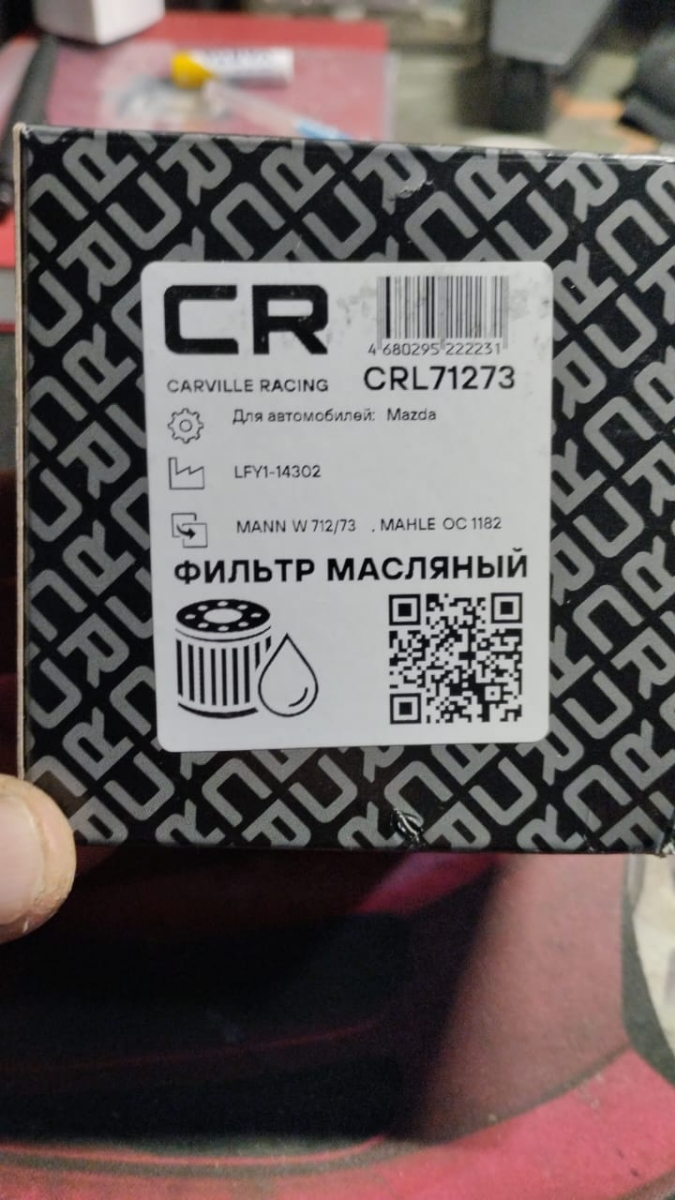 CR
4 680295 222231
CARVILLE RACING
CRL71273
Для автомобилей: Mazda
LFY1-14302
MANN W 712/73 , MAHLE OC 1182
ФИЛЬТР МАСЛЯНЫЙ